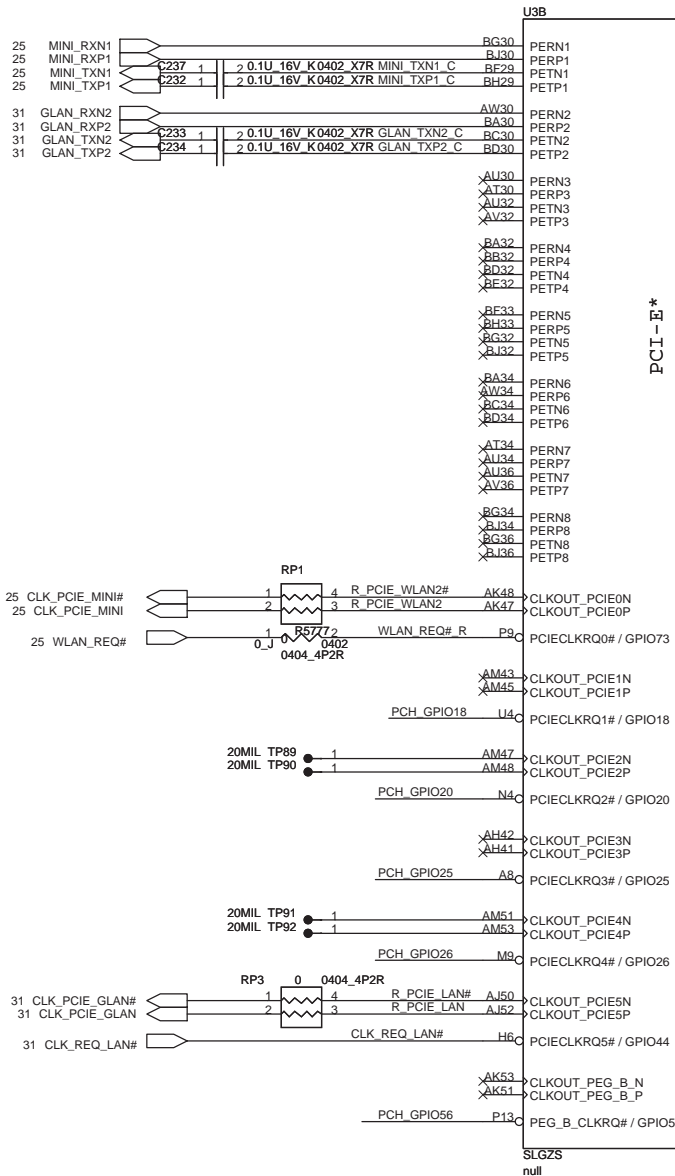 U3B
25 MINI_RXN1 BG30 PERN1
25 MINI_RXP1 BJ30 PERP1
25 MINI_TXN1 C237 1 2 0.1U_16V_K 0402_X7R MINI_TXN1_C BF29 PETN1
25 MINI_TXP1 C232 1 2 0.1U_16V_K 0402_X7R MINI_TXP1_C BH29 PETP1
31 GLAN_RXN2 AW30 PERN2
31 GLAN_RXP2 BA30 PERP2
31 GLAN_TXN2 C233 1 2 0.1U_16V_K 0402_X7R GLAN_TXN2_C BC30 PETN2
31 GLAN_TXP2 C234 1 2 0.1U_16V_K 0402_X7R GLAN_TXP2_C BD30 PETP2
AU30 PERN3
AT30 PERP3
AU32 PETN3
AV32 PETP3
BA32 PERN4
BB32 PERP4
BD32 PETN4
BE32 PETP4
PCI-E*
BF33 PERN5
BH33 PERP5
BG32 PETN5
BJ32 PETP5
BA34 PERN6
AW34 PERP6
BC34 PETN6
BD34 PETP6
AT34 PERN7
AU34 PERP7
AU36 PETN7
AV36 PETP7
BG34 PERN8
BJ34 PERP8
BG36 PETN8
BJ36 PETP8
RP1
25 CLK_PCIE_MINI# 1 4 R_PCIE_WLAN2# AK48 CLKOUT_PCIE0N
25 CLK_PCIE_MINI 2 3 R_PCIE_WLAN2 AK47 CLKOUT_PCIE0P
25 WLAN_REQ# 1 R5777 2 WLAN_REQ#_R P9 PCIECLKRQ0# / GPIO73
0_J 0 0402
0404_4P2R
AM43 CLKOUT_PCIE1N
AM45 CLKOUT_PCIE1P
PCH_GPIO18 U4 PCIECLKRQ1# / GPIO18
20MIL TP89 1 AM47 CLKOUT_PCIE2N
20MIL TP90 1 AM48 CLKOUT_PCIE2P
PCH_GPIO20 N4 PCIECLKRQ2# / GPIO20
AH42 CLKOUT_PCIE3N
AH41 CLKOUT_PCIE3P
PCH_GPIO25 A8 PCIECLKRQ3# / GPIO25
20MIL TP91 1 AM51 CLKOUT_PCIE4N
20MIL TP92 1 AM53 CLKOUT_PCIE4P
PCH_GPIO26 M9 PCIECLKRQ4# / GPIO26
RP3 0 0404_4P2R
31 CLK_PCIE_GLAN# 1 4 R_PCIE_LAN# AJ50 CLKOUT_PCIE5N
31 CLK_PCIE_GLAN 2 3 R_PCIE_LAN AJ52 CLKOUT_PCIE5P
31 CLK_REQ_LAN# CLK_REQ_LAN# H6 PCIECLKRQ5# / GPIO44
AK53 CLKOUT_PEG_B_N
AK51 CLKOUT_PEG_B_P
PCH_GPIO56 P13 PEG_B_CLKRQ# / GPIO5
SLGZS
null